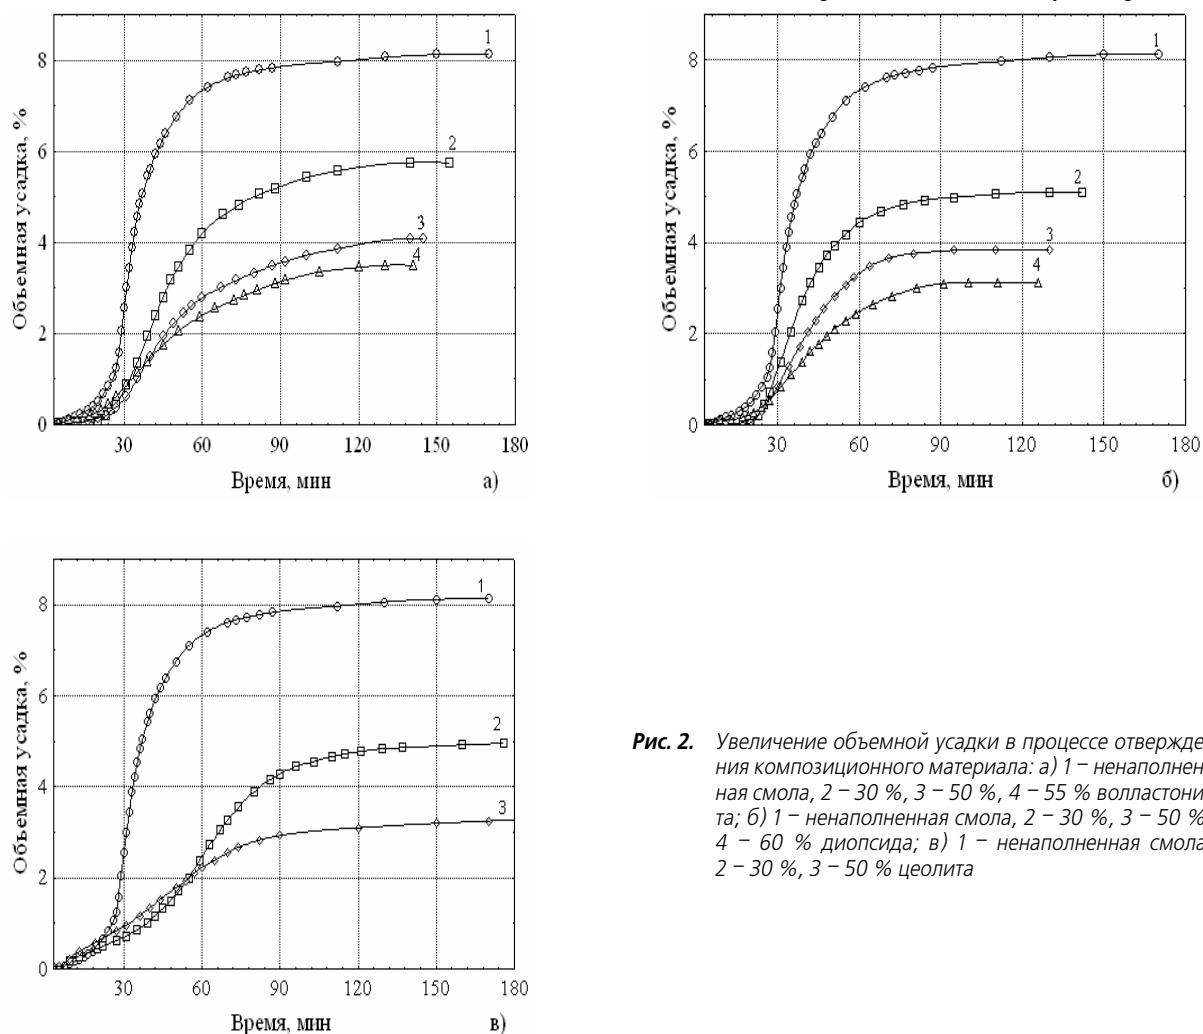 Объемная усадка, %
8
6
4
2
0
1
2
3
4
30 60 90 120 150 180
Время, мин а)
Объемная усадка, %
8
6
4
2
0
1
2
3
4
30 60 90 120 150 180
Время, мин б)
Объемная усадка, %
8
6
4
2
0
1
2
3
30 60 90 120 150 180
Время, мин в)
Рис. 2. Увеличение объемной усадки в процессе отвержде
ния композиционного материала: а) 1 – ненаполнен
ная смола, 2 – 30 %, 3 – 50 %, 4 – 55 % волластони
та; б) 1 – ненаполненная смола, 2 – 30 %, 3 – 50 %
4 – 60 % диопсида; в) 1 – ненаполненная смола
2 – 30 %, 3 – 50 % цеолита